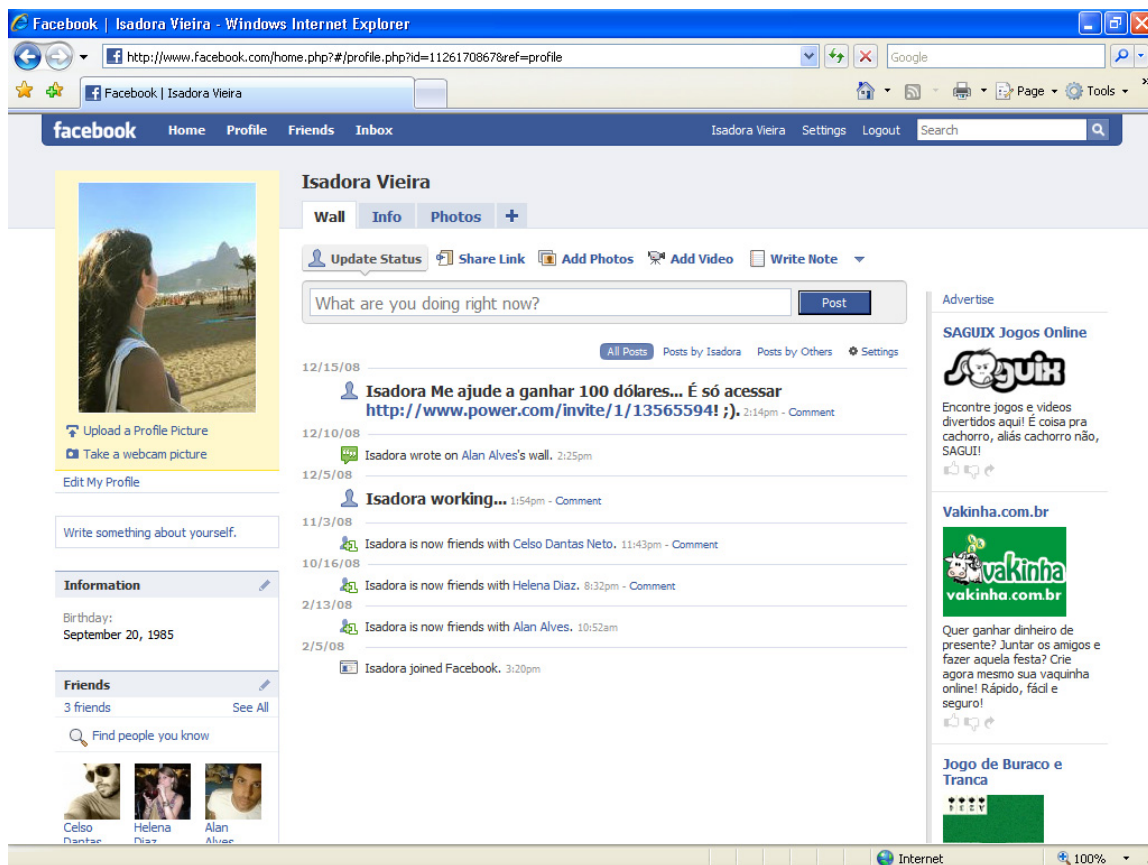 Facebook | Isadora Vieira - Windows Internet Explorer
http://www.facebook.com/home.php?#/profile.php?id=1126170867&ref=profile
Google
Facebook | Isadora Vieira
Page
Tools
facebook Home Profile Friends Inbox
Isadora Vieira Settings Logout Search
Isadora Vieira
Wall Info Photos +
Update Status Share Link Add Photos Add Video Write Note
What are you doing right now?
Post
All Posts Posts by Isadora Posts by Others Settings
12/15/08
Isadora Me ajude a ganhar 100 dólares... É só acessar
http://www.power.com/invite/1/13565594! ;). 2:14pm - Comment
12/10/08
Isadora wrote on Alan Alves's wall. 2:25pm
12/5/08
Isadora working... 1:54pm - Comment
11/3/08
Isadora is now friends with Celso Dantas Neto. 11:43pm - Comment
10/16/08
Isadora is now friends with Helena Diaz. 8:32pm - Comment
2/13/08
Isadora is now friends with Alan Alves. 10:52am
2/5/08
Isadora joined Facebook. 3:20pm
Upload a Profile Picture
Take a webcam picture
Edit My Profile
Write something about yourself.
Information
Birthday:
September 20, 1985
Friends
3 friends See All
Find people you know
Celso Helena Alan
Dantas Diaz Alves
Advertise
SAGUIX Jogos Online
saguix
Encontre jogos e videos
divertidos aqui! É coisa pra
cachorro, aliás cachorro não,
SAGUI!
Vakinha.com.br
vakinha
vakinha.com.br
Quer ganhar dinheiro de
presente? Juntar os amigos e
fazer aquela festa? Crie
agora mesmo sua vaquinha
online! Rápido, fácil e
seguro!
Jogo de Buraco e
Tranca
Internet
100%